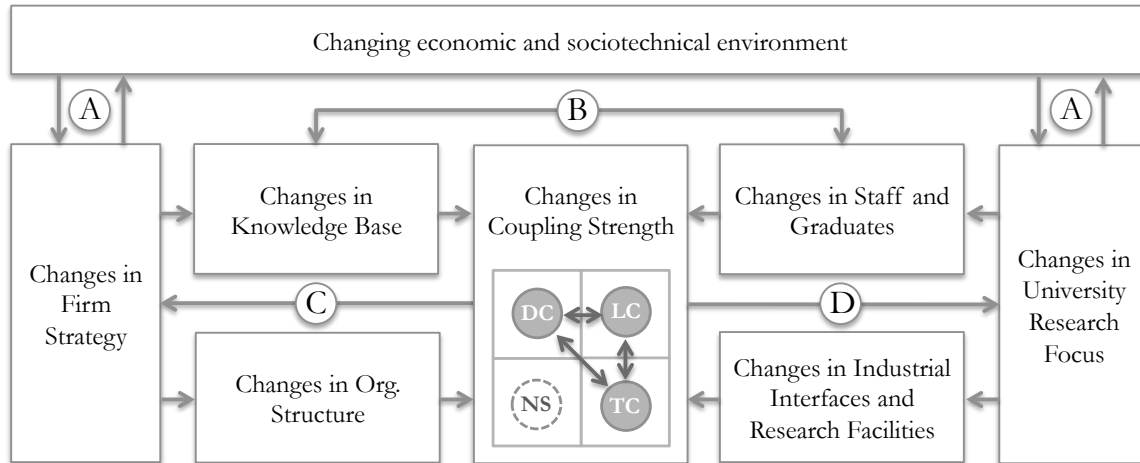 Changing economic and sociotechnical environment
A
B
A
Changes in
Firm
Strategy
Changes in
Knowledge Base
Changes in
Coupling Strength
Changes in Staff and
Graduates
Changes in
University
Research
Focus
C
D
DC
LC
NS
TC
Changes in Org.
Structure
Changes in Industrial
Interfaces and
Research Facilities